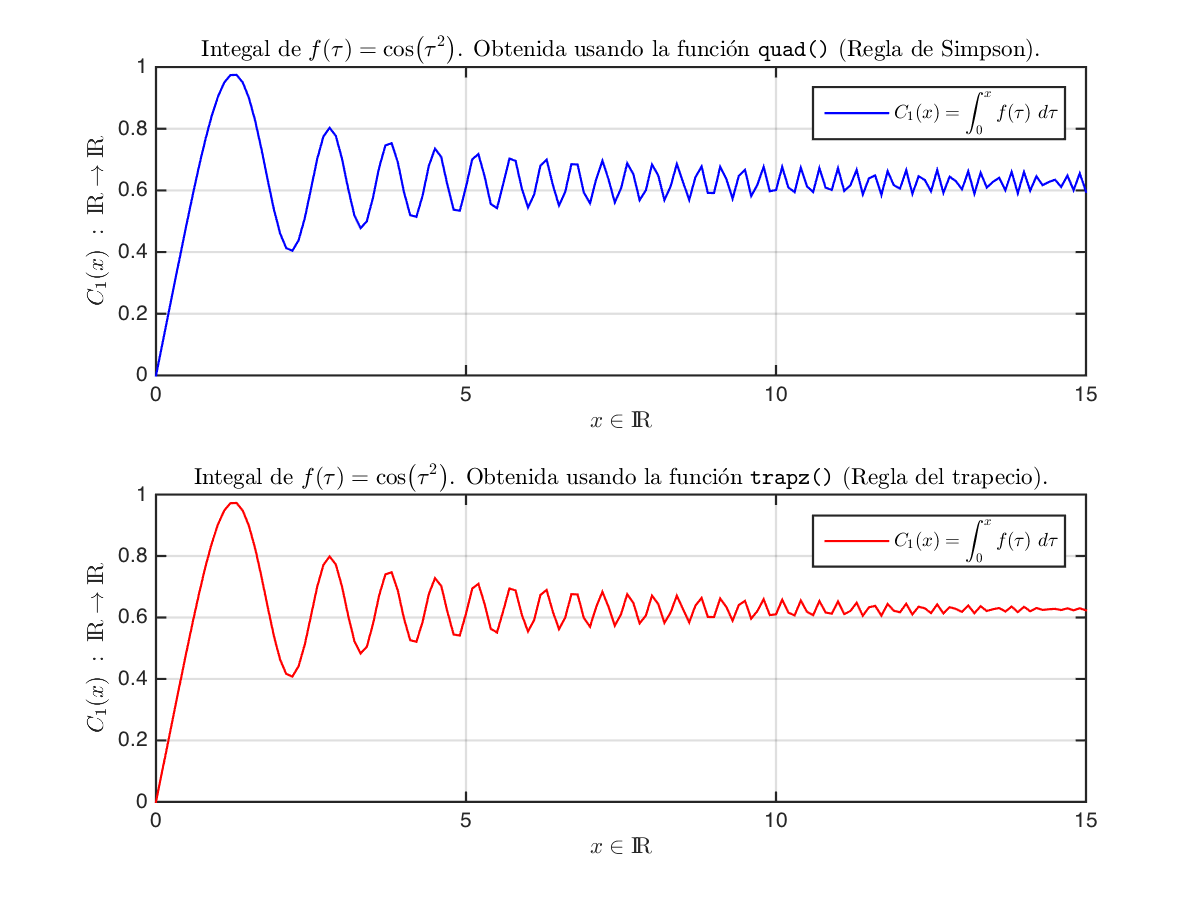 Integal de f(τ) = cos(τ²). Obtenida usando la función quad() (Regla de Simpson).
1
0.8
0.6
0.4
0.2
0
C₁(x) : ℝ → ℝ
C₁(x) = ∫₀ˣ f(τ) dτ
0 5 10 15
x ∈ ℝ
Integal de f(τ) = cos(τ²). Obtenida usando la función trapz() (Regla del trapecio).
1
0.8
0.6
0.4
0.2
0
C₁(x) : ℝ → ℝ
C₁(x) = ∫₀ˣ f(τ) dτ
0 5 10 15
x ∈ ℝ